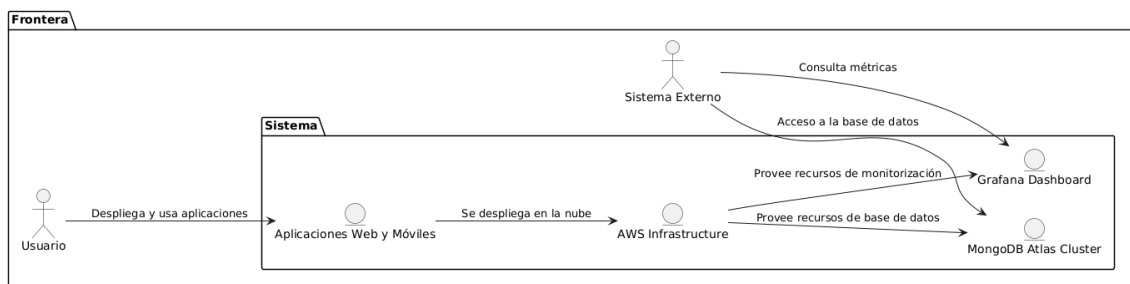 Frontera
Consulta métricas
Sistema Externo
Acceso a la base de datos
Sistema
Provee recursos de monitorización
Grafana Dashboard
Despliega y usa aplicaciones
Se despliega en la nube
Provee recursos de base de datos
Usuario
Aplicaciones Web y Móviles
AWS Infrastructure
MongoDB Atlas Cluster